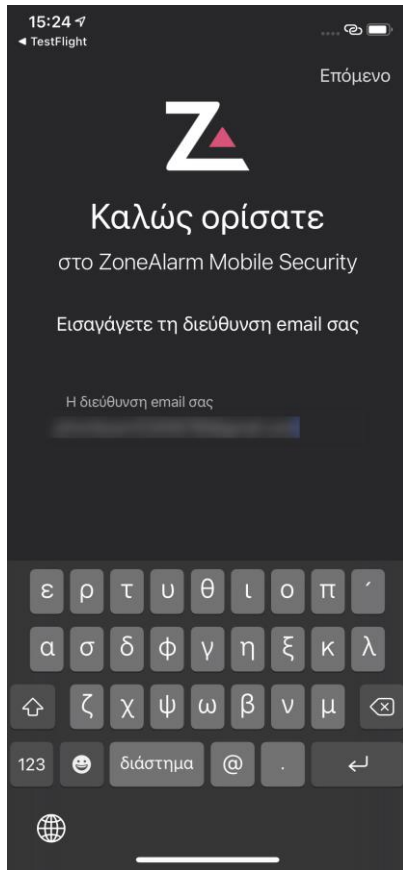 15:24
◄ TestFlight
Επόμενο
Καλώς ορίσατε
στο ZoneAlarm Mobile Security
Εισαγάγετε τη διεύθυνση email σας
Η διεύθυνση email σας
ε ρ τ υ θ ι ο π ΄
α σ δ φ γ η ξ κ λ
ζ χ ψ ω β ν μ
123 διάστημα @ .